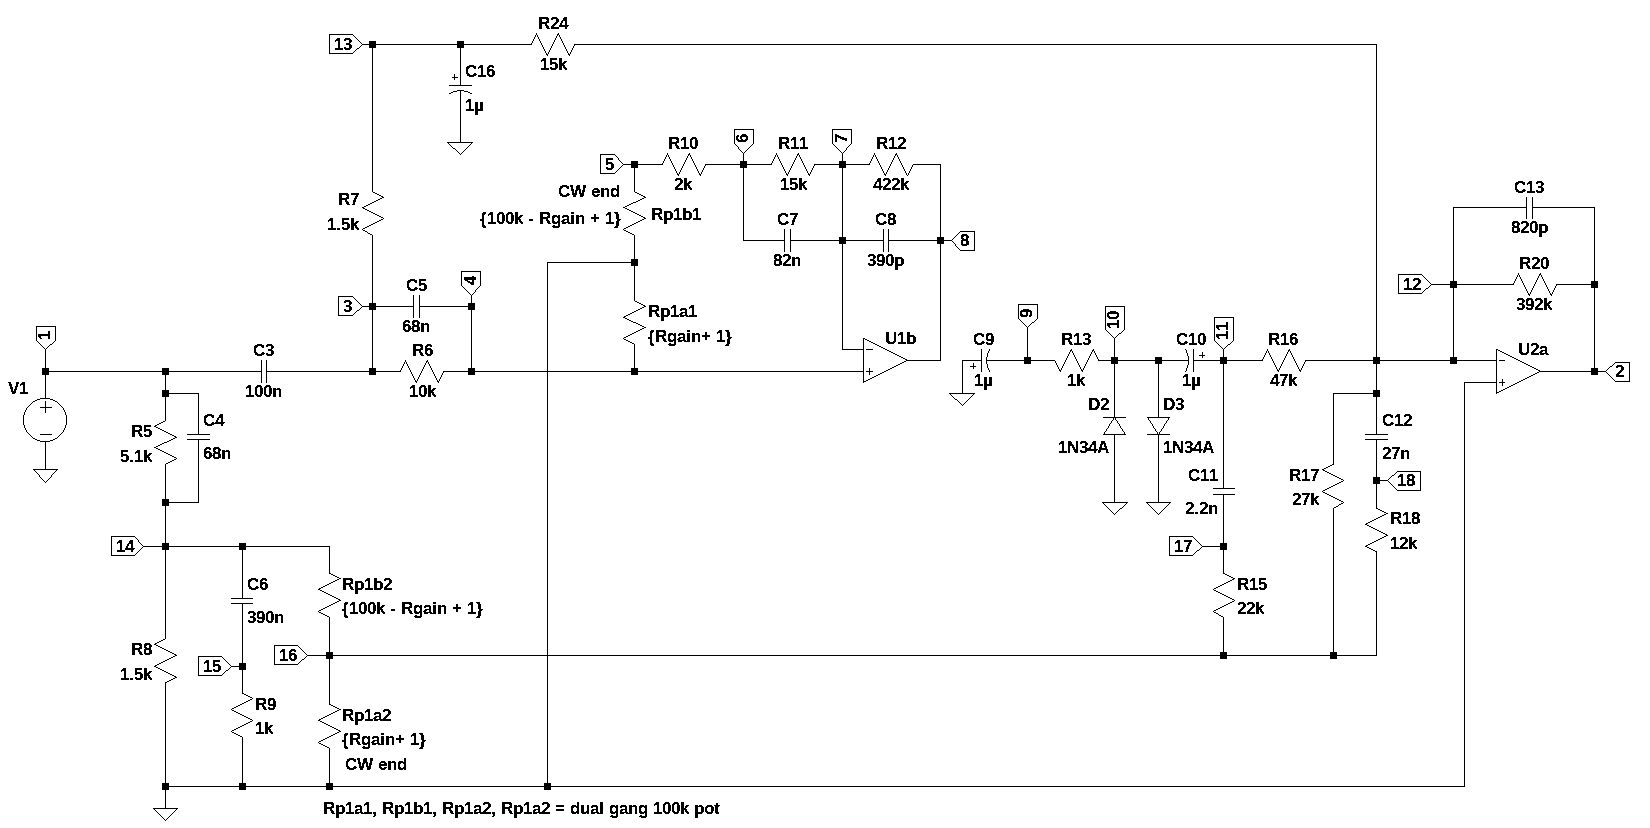 R24
13
15k
C16
+
1µ
R7
1.5k
5
R10
2k
6
R11
15k
7
R12
422k
CW end
{100k - Rgain + 1}
Rp1b1
C7
82n
C8
390p
8
C13
820p
12
R20
392k
3
C5
68n
4
Rp1a1
{Rgain+ 1}
U1b
−
+
1
V1
+
−
C3
100n
R6
10k
C9
+
1µ
9
R13
1k
10
C10
+
1µ
11
R16
47k
U2a
−
+
2
D2
1N34A
D3
1N34A
R5
5.1k
C4
68n
C11
2.2n
C12
27n
R17
27k
18
R18
12k
14
17
C6
390n
Rp1b2
{100k - Rgain + 1}
R15
22k
R8
1.5k
15
16
R9
1k
Rp1a2
{Rgain+ 1}
CW end
Rp1a1, Rp1b1, Rp1a2, Rp1a2 = dual gang 100k pot